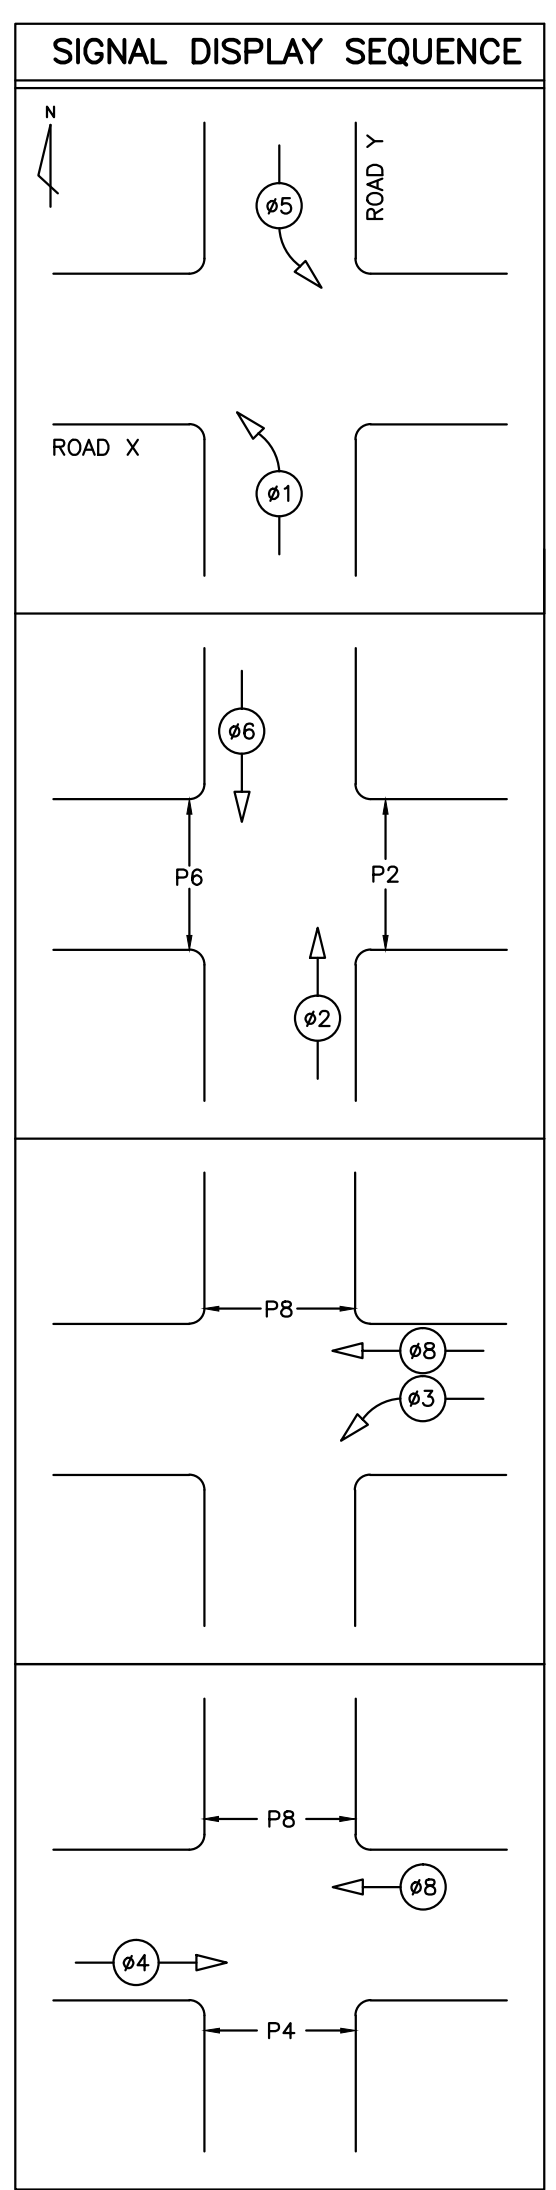 SIGNAL DISPLAY SEQUENCE
N
ROAD Y
ø5
ROAD X
ø1
ø6
P6
P2
ø2
P8
ø8
ø3
P8
ø8
ø4
P4